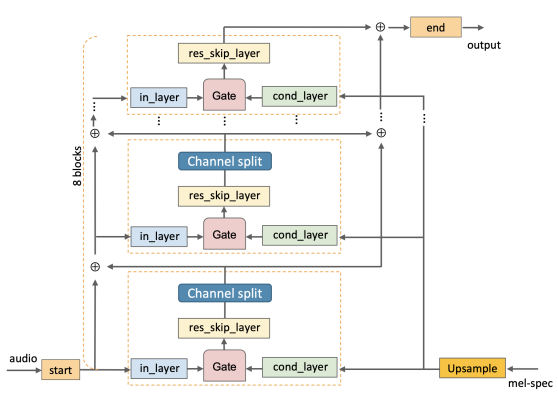 end
output
res_skip_layer
in_layer
Gate
cond_layer
...
...
...
...
...
...
8 blocks
Channel split
res_skip_layer
in_layer
Gate
cond_layer
Channel split
res_skip_layer
audio
start
in_layer
Gate
cond_layer
Upsample
mel-spec